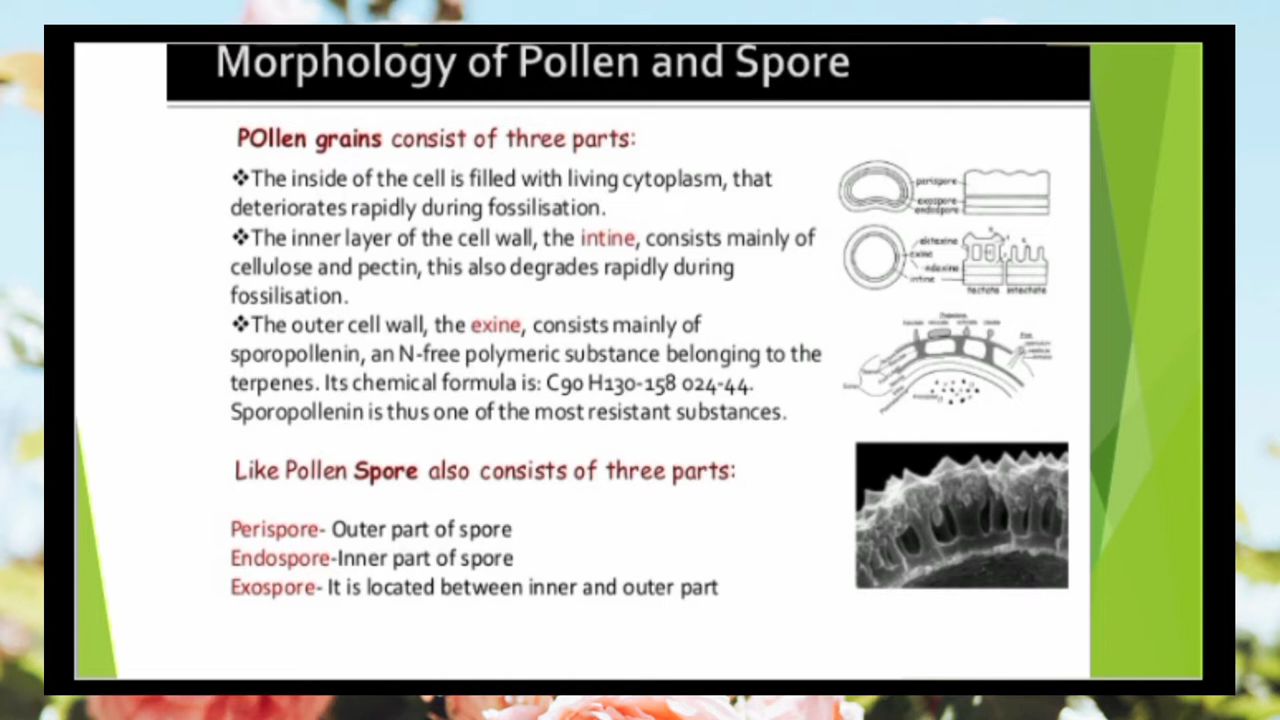 Morphology of Pollen and Spore
POllen grains consist of three parts:
❖The inside of the cell is filled with living cytoplasm, that
deteriorates rapidly during fossilisation.
❖The inner layer of the cell wall, the intine, consists mainly of
cellulose and pectin, this also degrades rapidly during
fossilisation.
❖The outer cell wall, the exine, consists mainly of
sporopollenin, an N-free polymeric substance belonging to the
terpenes. Its chemical formula is: C90 H130-158 024-44.
Sporopollenin is thus one of the most resistant substances.
Like Pollen Spore also consists of three parts:
Perispore- Outer part of spore
Endospore-Inner part of spore
Exospore- It is located between inner and outer part
perispore
exospore
endospore
ektexine
exine
endexine
intine
tectate intectate